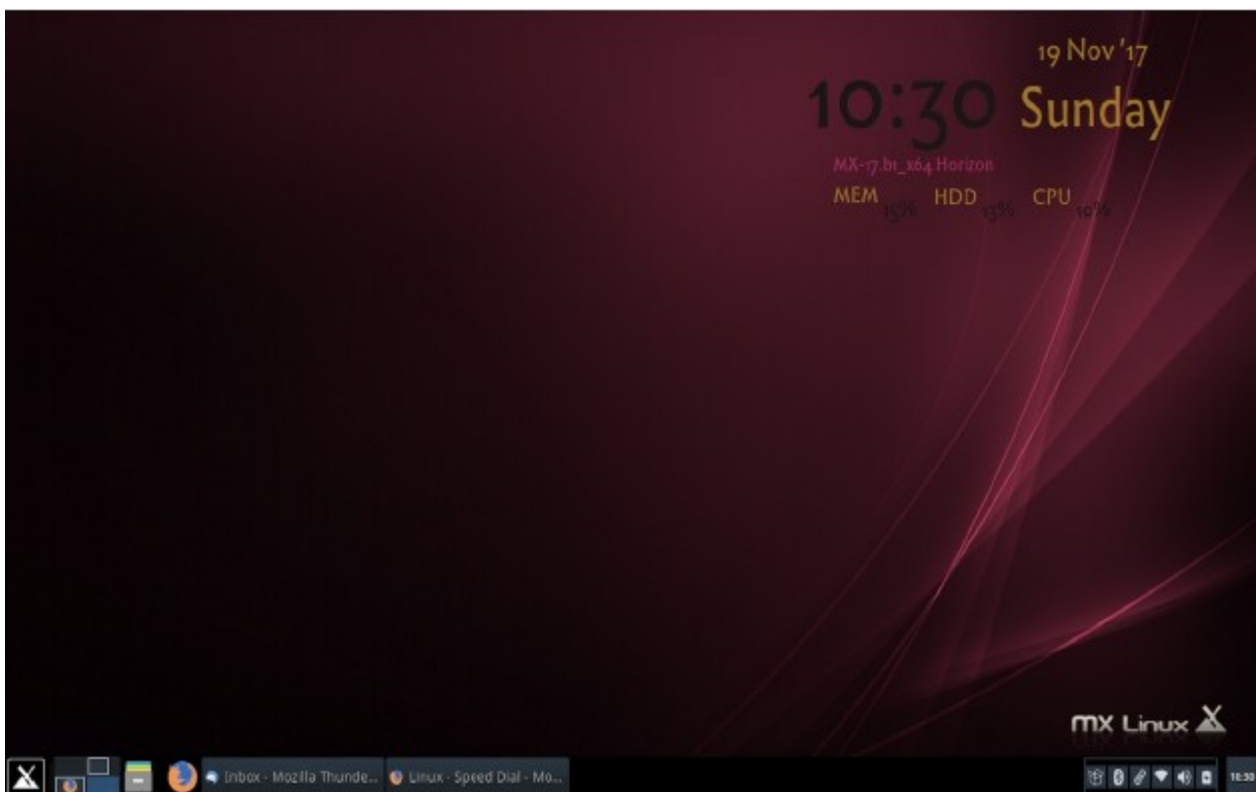 19 Nov '17
10:30 Sunday
MX-17.b1_x64 Horizon
MEM 15% HDD 13% CPU 10%
mx Linux
Inbox - Mozilla Thunde... Linux - Speed Dial - Mo... 10:30